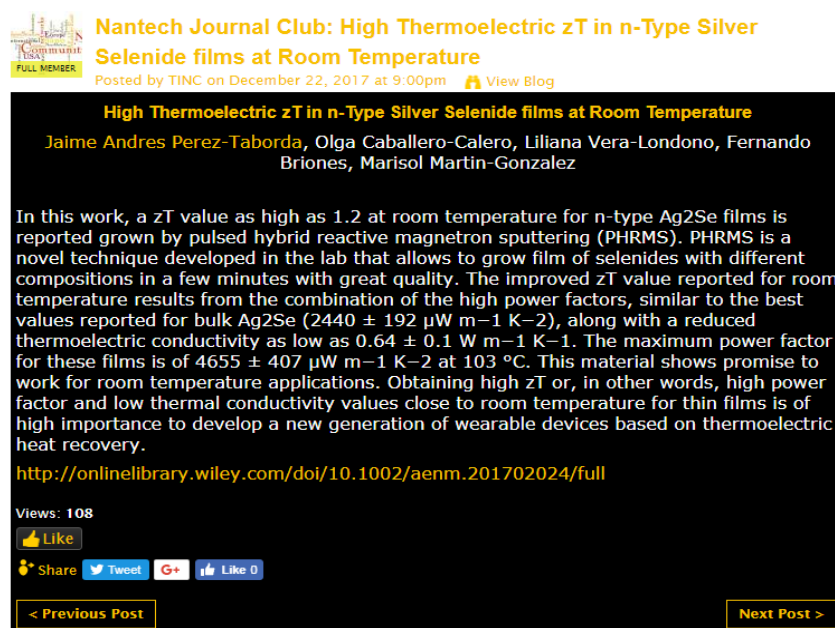 Nantech Journal Club: High Thermoelectric zT in n-Type Silver
Selenide films at Room Temperature
Europe
N
Communit
USA
FULL MEMBER
Posted by TINC on December 22, 2017 at 9:00pm View Blog
High Thermoelectric zT in n-Type Silver Selenide films at Room Temperature
Jaime Andres Perez-Taborda, Olga Caballero-Calero, Liliana Vera-Londono, Fernando
Briones, Marisol Martin-Gonzalez
In this work, a zT value as high as 1.2 at room temperature for n-type Ag2Se films is
reported grown by pulsed hybrid reactive magnetron sputtering (PHRMS). PHRMS is a
novel technique developed in the lab that allows to grow film of selenides with different
compositions in a few minutes with great quality. The improved zT value reported for room
temperature results from the combination of the high power factors, similar to the best
values reported for bulk Ag2Se (2440 ± 192 μW m−1 K−2), along with a reduced
thermoelectric conductivity as low as 0.64 ± 0.1 W m−1 K−1. The maximum power factor
for these films is of 4655 ± 407 μW m−1 K−2 at 103 °C. This material shows promise to
work for room temperature applications. Obtaining high zT or, in other words, high power
factor and low thermal conductivity values close to room temperature for thin films is of
high importance to develop a new generation of wearable devices based on thermoelectric
heat recovery.
http://onlinelibrary.wiley.com/doi/10.1002/aenm.201702024/full
Views: 108
Like
Share Tweet G+ Like 0
< Previous Post Next Post >